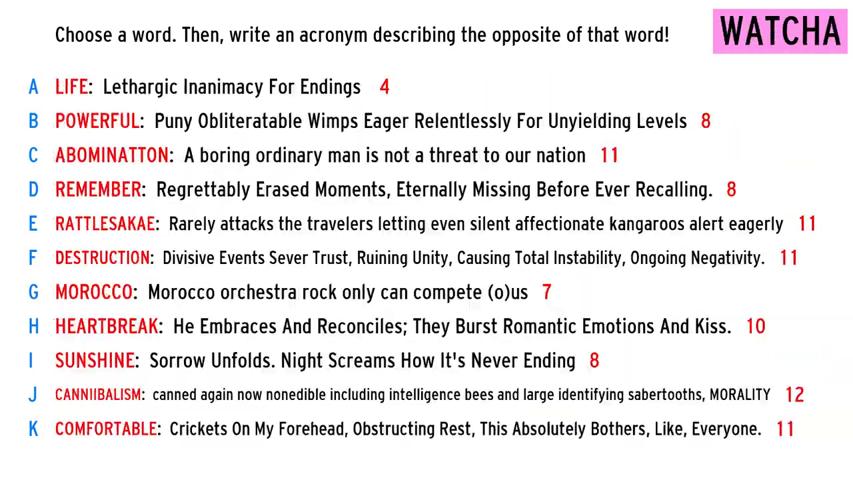 Choose a word. Then, write an acronym describing the opposite of that word! WATCHA
A LIFE: Lethargic Inanimacy For Endings 4
B POWERFUL: Puny Obliteratable Wimps Eager Relentlessly For Unyielding Levels 8
C ABOMINATTON: A boring ordinary man is not a threat to our nation 11
D REMEMBER: Regrettably Erased Moments, Eternally Missing Before Ever Recalling. 8
E RATTLESAKAE: Rarely attacks the travelers letting even silent affectionate kangaroos alert eagerly 11
F DESTRUCTION: Divisive Events Sever Trust, Ruining Unity, Causing Total Instability, Ongoing Negativity. 11
G MOROCCO: Morocco orchestra rock only can compete (o)us 7
H HEARTBREAK: He Embraces And Reconciles; They Burst Romantic Emotions And Kiss. 10
I SUNSHINE: Sorrow Unfolds. Night Screams How It's Never Ending 8
J CANNIIBALISM: canned again now nonedible including intelligence bees and large identifying sabertooths, MORALITY 12
K COMFORTABLE: Crickets On My Forehead, Obstructing Rest, This Absolutely Bothers, Like, Everyone. 11